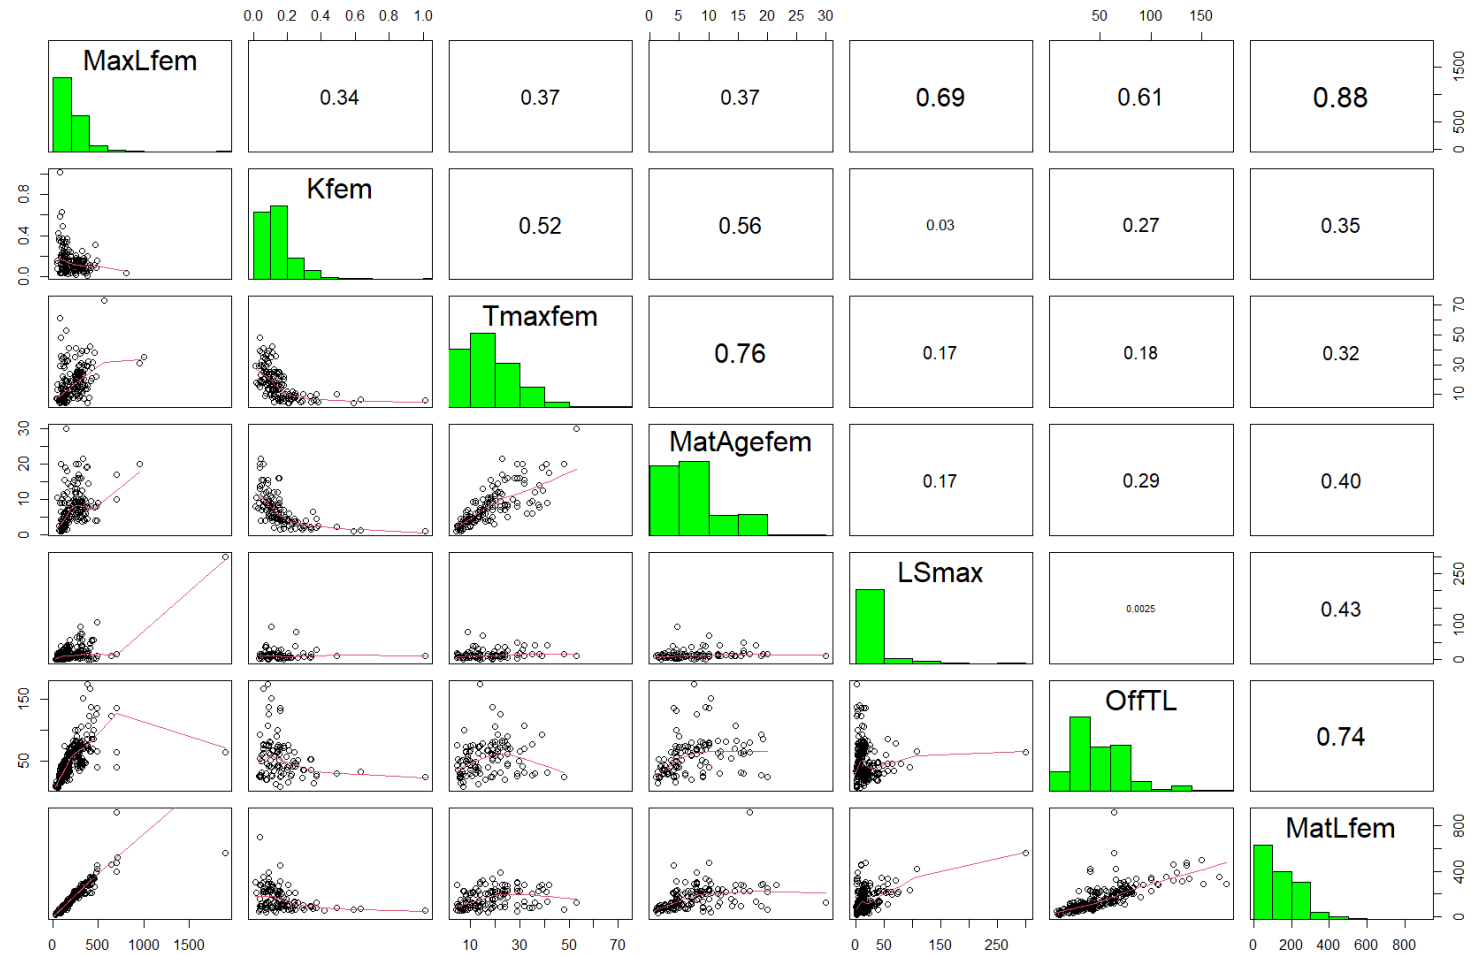 0.0 0.2 0.4 0.6 0.8 1.0 0 5 10 15 20 25 30 50 100 150
MaxLfem 0.34 0.37 0.37 0.69 0.61 0.88 0 500 1500
0.0 0.4 0.8 Kfem 0.52 0.56 0.03 0.27 0.35
Tmaxfem 0.76 0.17 0.18 0.32 10 30 50 70
0 10 20 30 MatAgefem 0.17 0.29 0.40
LSmax 0.0025 0.43 0 100 250
50 150 OffTL 0.74
MatLfem 0 400 800
0 500 1000 1500 10 30 50 70 0 50 150 250 0 200 400 600 800